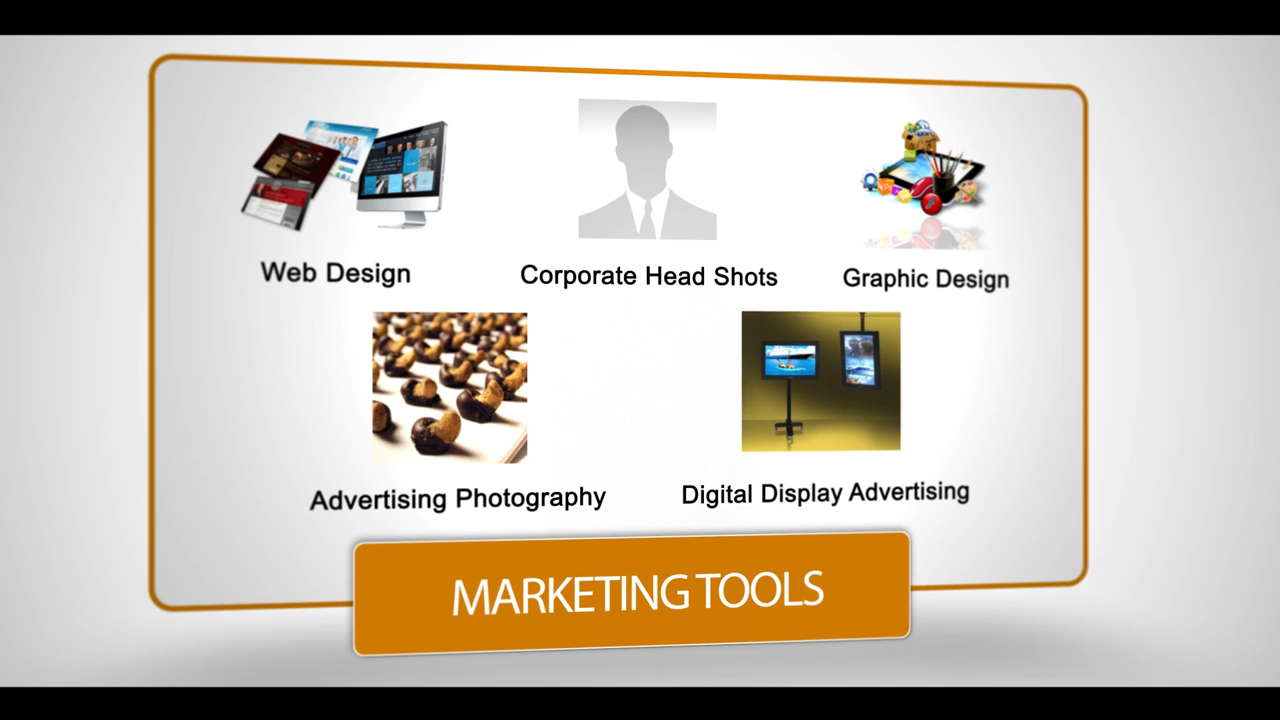 Web Design
Corporate Head Shots
Graphic Design
Advertising Photography
Digital Display Advertising
MARKETING TOOLS